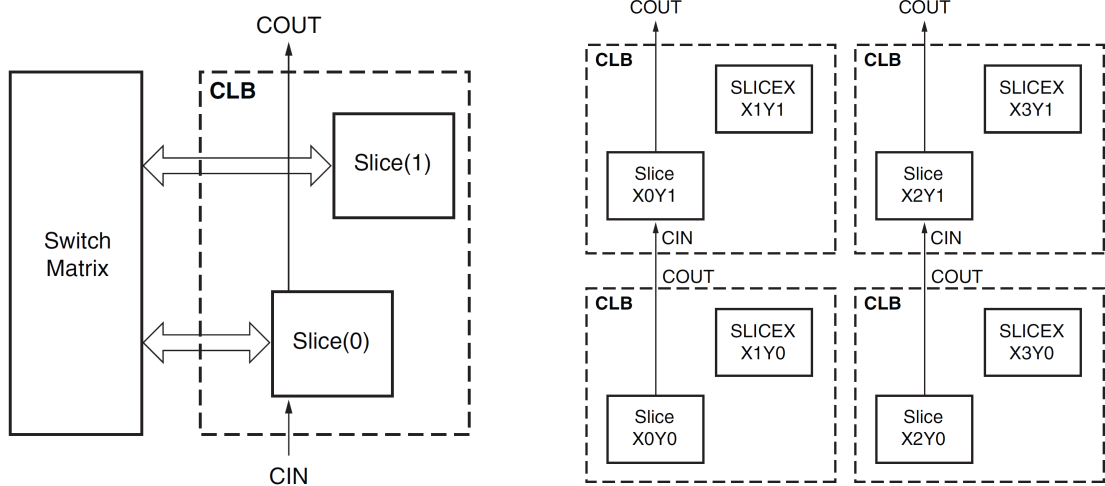 COUT
CLB
Slice(1)
Switch
Matrix
Slice(0)
CIN
COUT
COUT
CLB
SLICEX
X1Y1
Slice
X0Y1
CIN
CLB
SLICEX
X3Y1
Slice
X2Y1
CIN
COUT
COUT
CLB
SLICEX
X1Y0
Slice
X0Y0
CLB
SLICEX
X3Y0
Slice
X2Y0